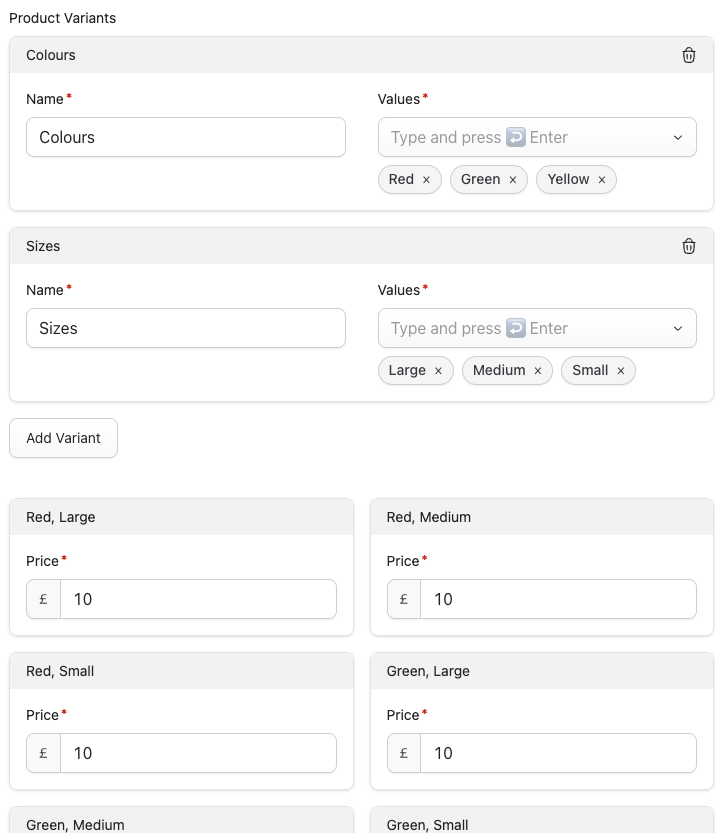 Product Variants
Colours
Name* Values*
Colours Type and press ↩️ Enter
Red × Green × Yellow ×
Sizes
Name* Values*
Sizes Type and press ↩️ Enter
Large × Medium × Small ×
Add Variant
Red, Large Red, Medium
Price* Price*
£ 10 £ 10
Red, Small Green, Large
Price* Price*
£ 10 £ 10
Green, Medium Green, Small